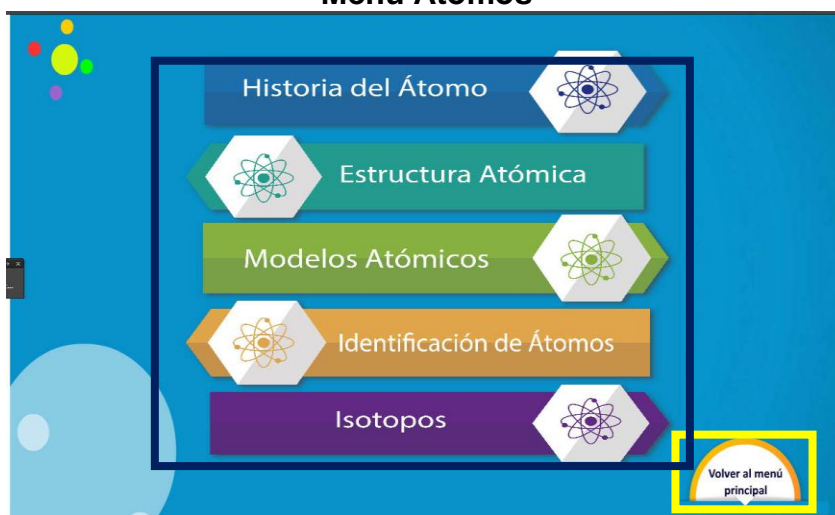 Menú Átomos
Historia del Átomo
Estructura Atómica
Modelos Atómicos
Identificación de Átomos
Isotopos
Volver al menú
principal